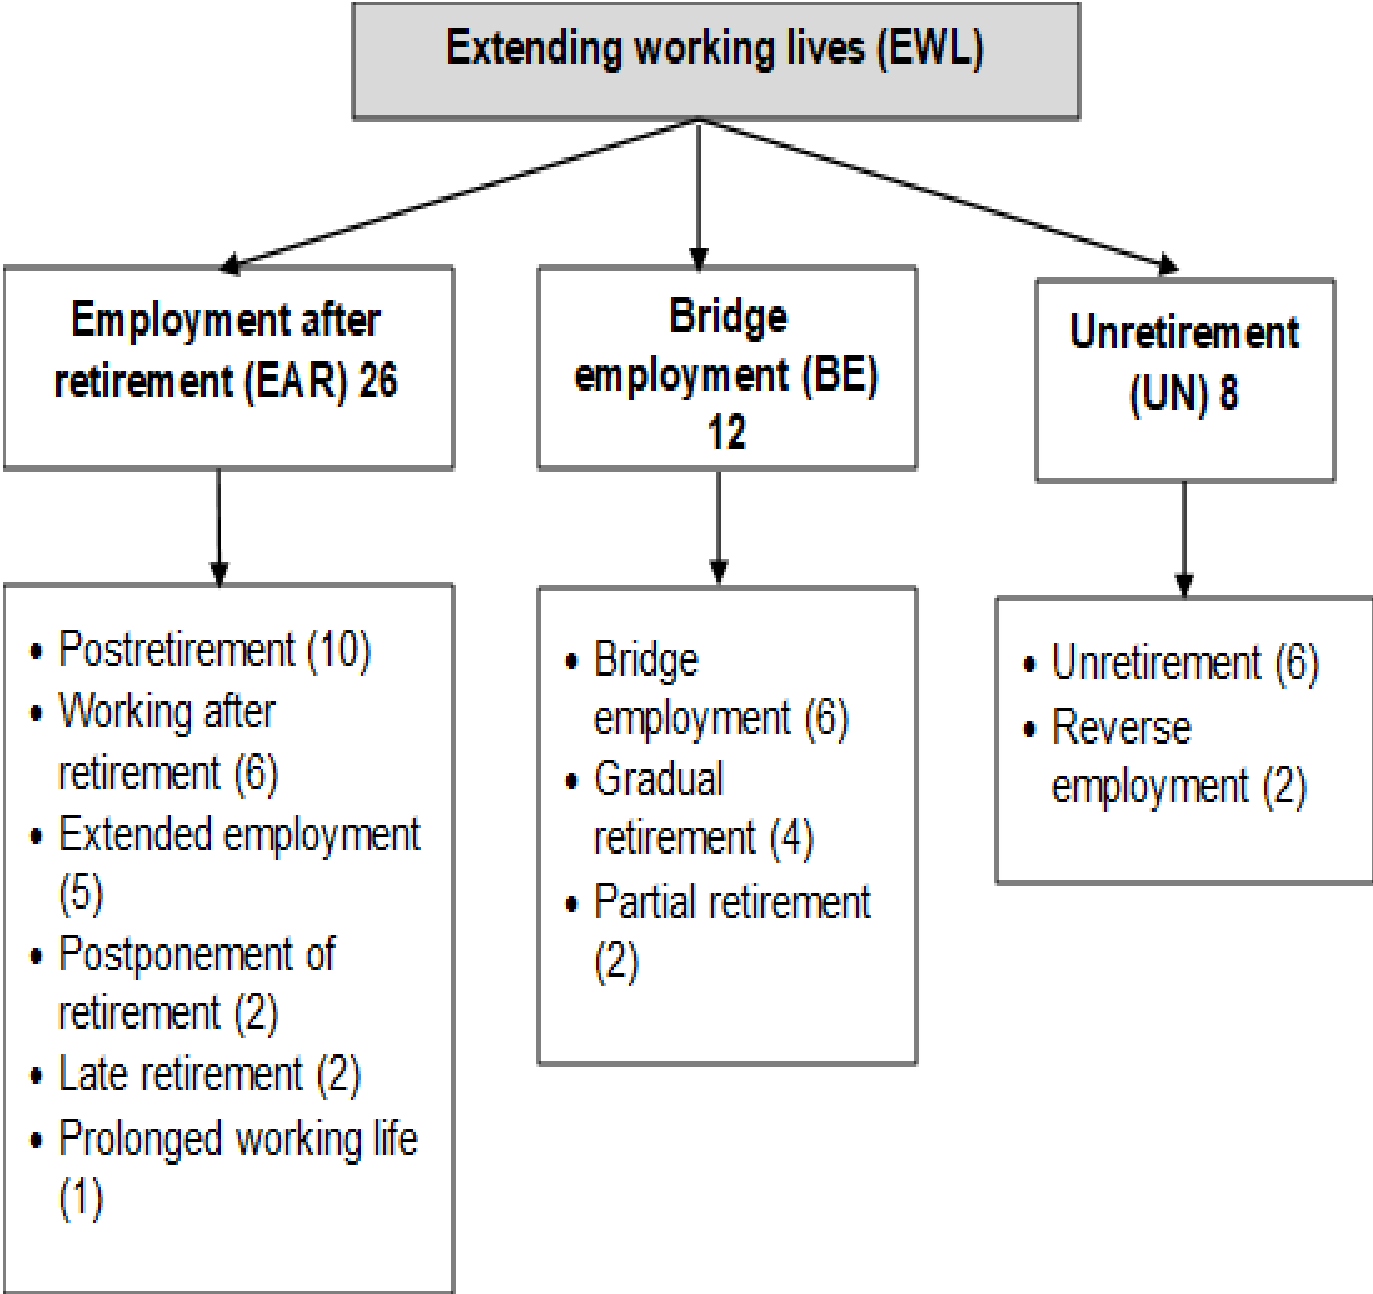 Extending working lives (EWL)
Employment after
retirement (EAR) 26
Bridge
employment (BE)
12
Unretirement
(UN) 8
• Postretirement (10)
• Working after
retirement (6)
• Extended employment
(5)
• Postponement of
retirement (2)
• Late retirement (2)
• Prolonged working life
(1)
• Bridge
employment (6)
• Gradual
retirement (4)
• Partial retirement
(2)
• Unretirement (6)
• Reverse
employment (2)